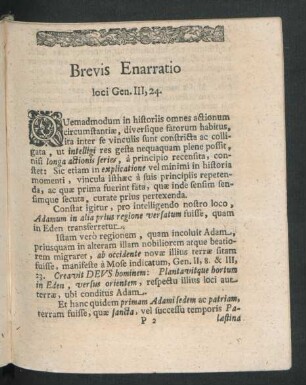 Brevis Enarratio
loci Gen. III, 24.
QUemadmodum in historiis omnes actionum
circumstantiæ, diversique fatorum habitus,
ita inter se vinculis sunt constricta ac colli-
gata, ut intelligi res gesta nequaquam plene possit,
nisi longa actionis series, à principio recensita, con-
stet: Sic etiam in explicatione vel minimi in historia
momenti, vincula isthæc à suis principiis repeten-
da, ac quæ prima fuerint fata, quæ inde sensim sen-
simque secuta, curate prius pertexenda.
Constat igitur, pro intelligendo nostro loco,
Adamum in alia prius regione versatum fuisse, quam
in Eden transferretur.
Istam verò regionem, quam incoluit Adam,
priusquam in alteram illam nobiliorem atque beatio-
rem migraret, ab occidente novæ illius terræ sitam
fuisse, manifeste à Mose indicatum, Gen. II, 8. & III,
23. Creavit DEVS hominem: Plantavitque hortum
in Eden, versus orientem, respectu illius loci aut
terræ, ubi conditus Adam.
Et hanc quidem primam Adami sedem ac patriam,
terram fuisse, quæ sancta, vel successu temporis Pa-
P 2 læstina